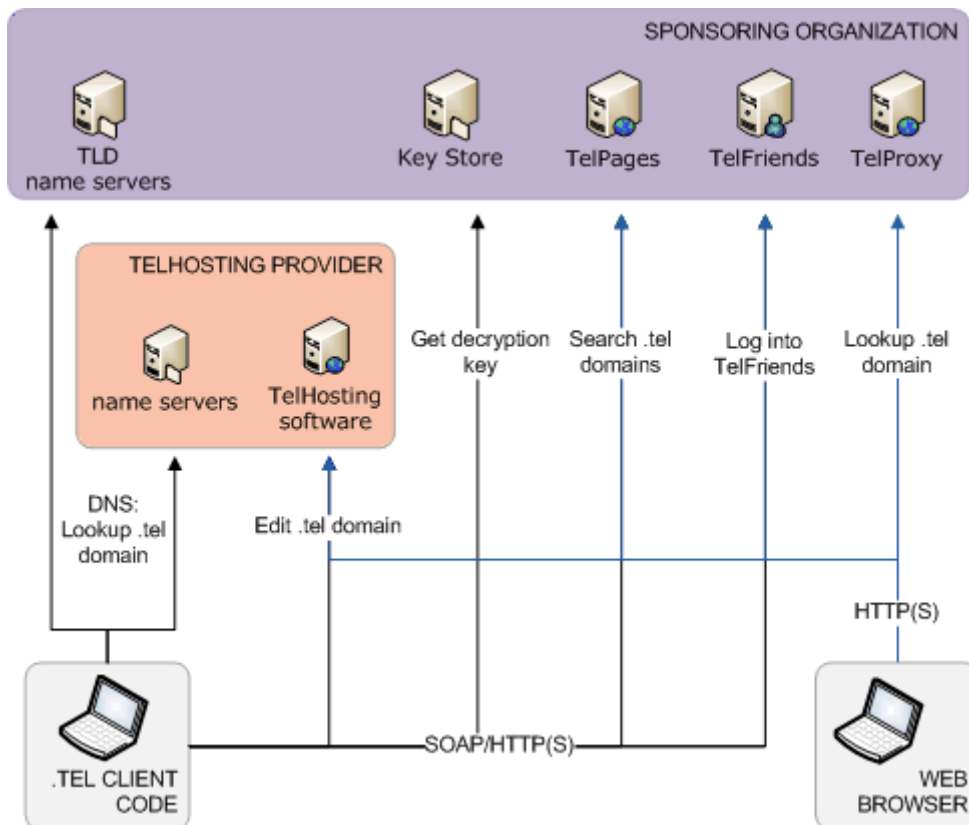 SPONSORING ORGANIZATION
TLD
name servers
Key Store
TelPages
TelFriends
TelProxy
TELHOSTING PROVIDER
name servers
TelHosting
software
Get decryption
key
Search .tel
domains
Log into
TelFriends
Lookup .tel
domain
DNS:
Lookup .tel
domain
Edit .tel domain
HTTP(S)
SOAP/HTTP(S)
.TEL CLIENT
CODE
WEB
BROWSER